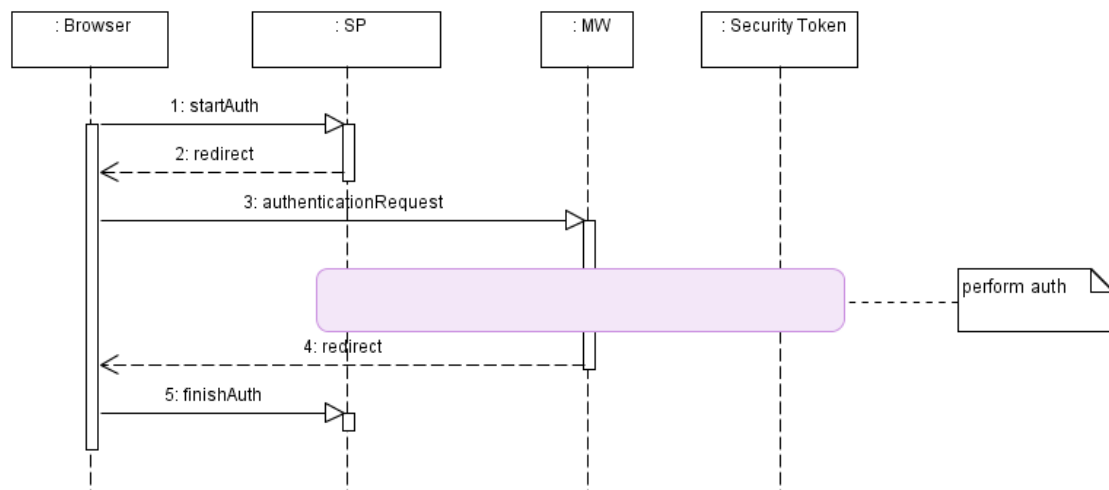 : Browser
: SP
: MW
: Security Token
1: startAuth
2: redirect
3: authenticationRequest
perform auth
4: redirect
5: finishAuth